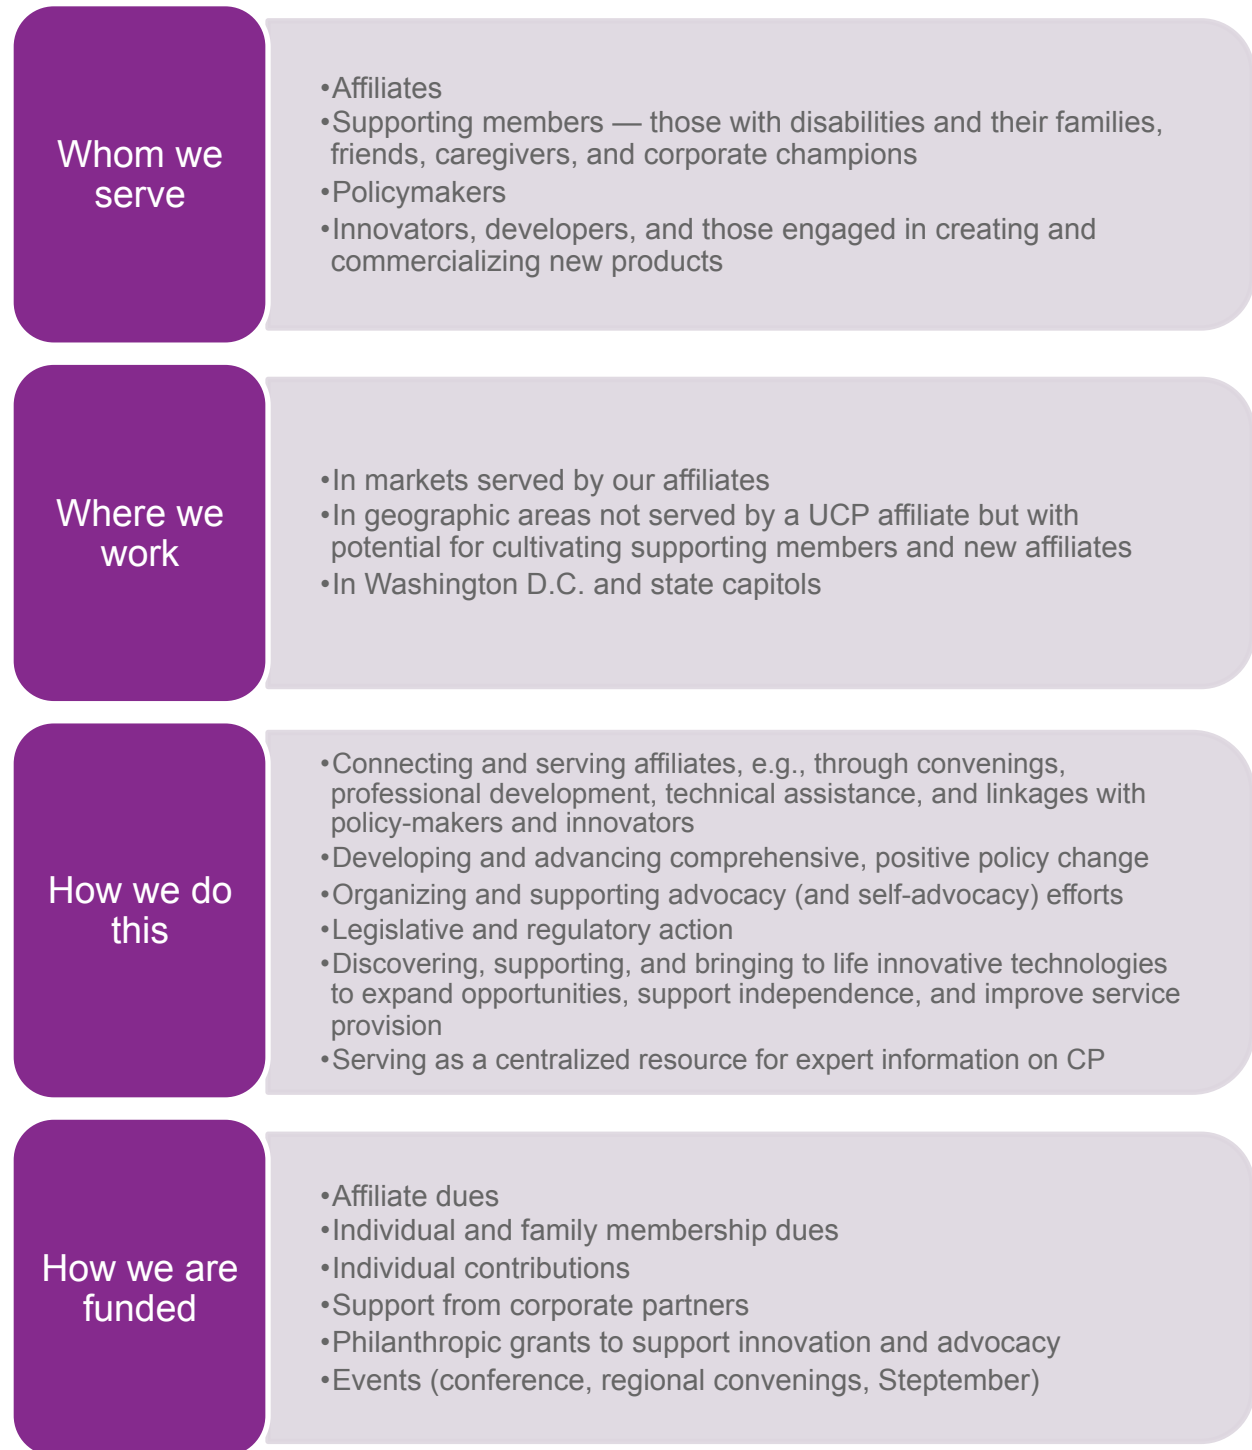 Whom we
serve
•Affiliates
•Supporting members — those with disabilities and their families,
friends, caregivers, and corporate champions
•Policymakers
•Innovators, developers, and those engaged in creating and
commercializing new products
Where we
work
•In markets served by our affiliates
•In geographic areas not served by a UCP affiliate but with
potential for cultivating supporting members and new affiliates
•In Washington D.C. and state capitols
How we do
this
•Connecting and serving affiliates, e.g., through convenings,
professional development, technical assistance, and linkages with
policy-makers and innovators
•Developing and advancing comprehensive, positive policy change
•Organizing and supporting advocacy (and self-advocacy) efforts
•Legislative and regulatory action
•Discovering, supporting, and bringing to life innovative technologies
to expand opportunities, support independence, and improve service
provision
•Serving as a centralized resource for expert information on CP
How we are
funded
•Affiliate dues
•Individual and family membership dues
•Individual contributions
•Support from corporate partners
•Philanthropic grants to support innovation and advocacy
•Events (conference, regional convenings, Steptember)